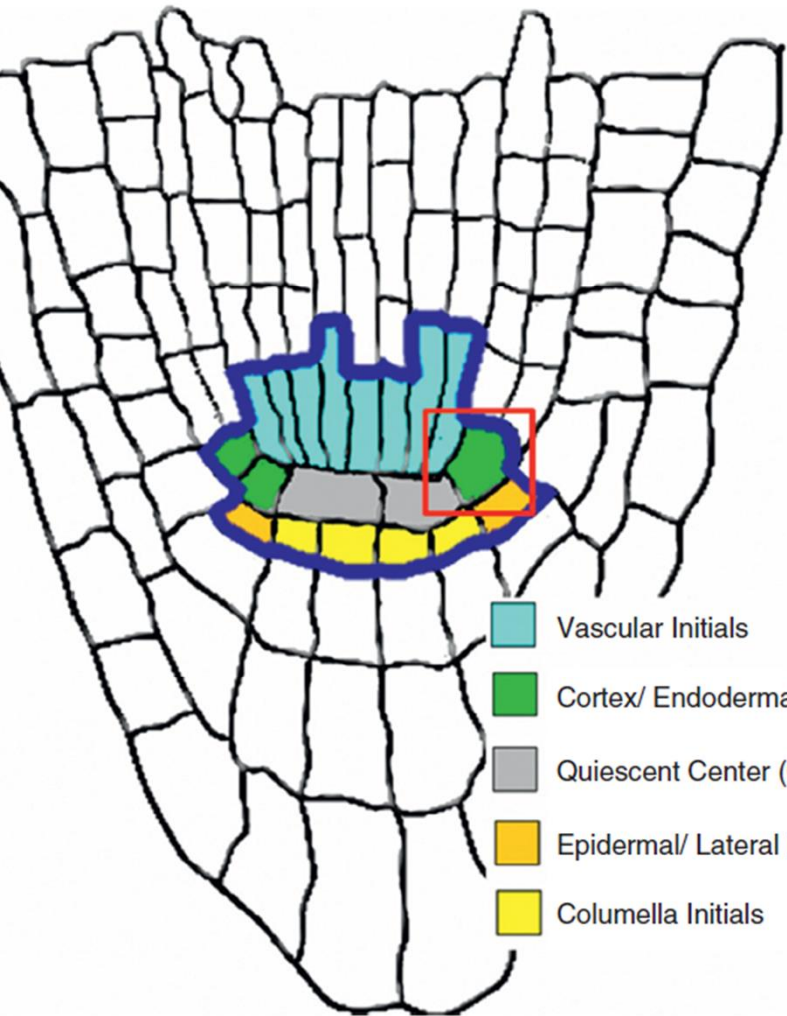 Vascular Initials
Cortex/ Endoderma
Quiescent Center (
Epidermal/ Lateral
Columella Initials